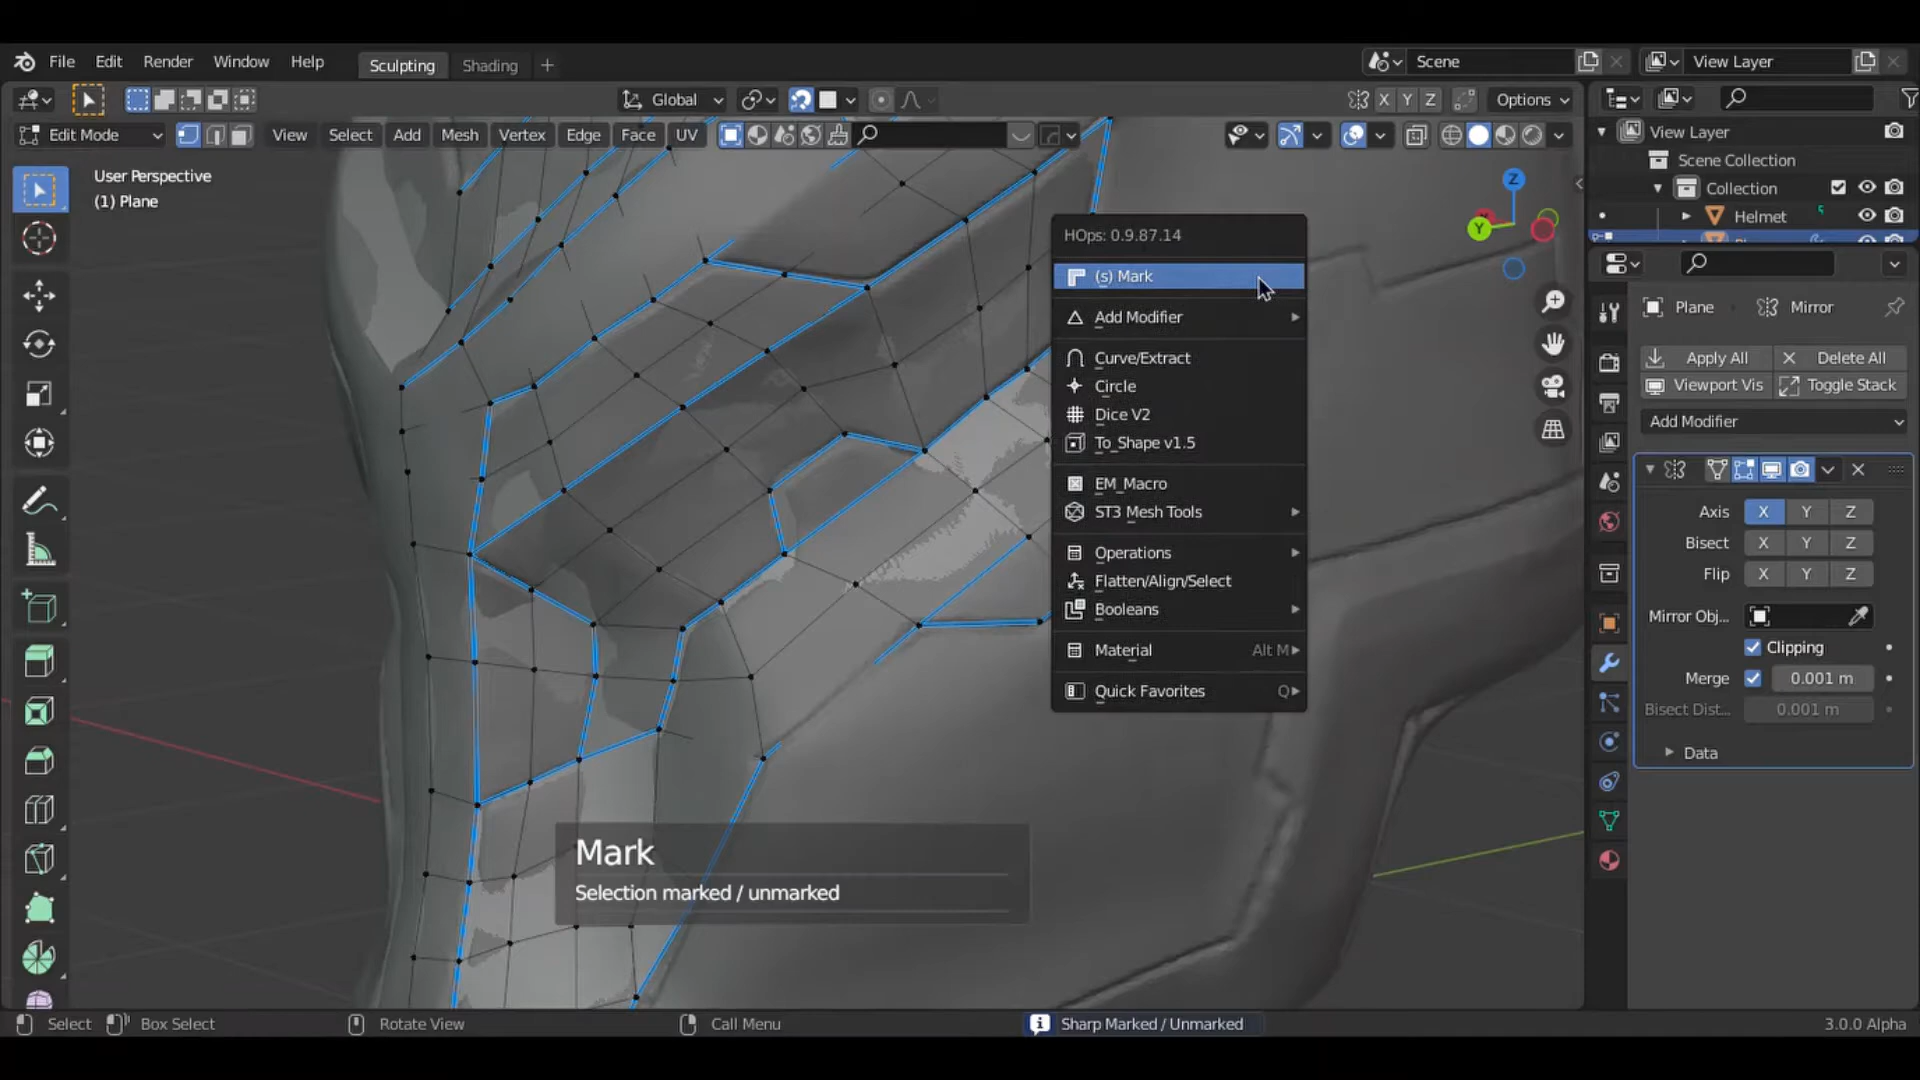 File Edit Render Window Help Sculpting Shading + Scene View Layer
Global X Y Z Options
Edit Mode View Select Add Mesh Vertex Edge Face UV
User Perspective
(1) Plane
Z
Y
HOps: 0.9.87.14
(s) Mark
Add Modifier
Curve/Extract
Circle
Dice V2
To_Shape v1.5
EM_Macro
ST3 Mesh Tools
Operations
Flatten/Align/Select
Booleans
Material Alt M
Quick Favorites Q
Mark
Selection marked / unmarked
View Layer
Scene Collection
Collection
Helmet
Plane Mirror
Apply All Delete All
Viewport Vis Toggle Stack
Add Modifier
Axis X Y Z
Bisect X Y Z
Flip X Y Z
Mirror Obj...
Clipping
Merge 0.001 m
Bisect Dist... 0.001 m
Data
Select Box Select Rotate View Call Menu Sharp Marked / Unmarked 3.0.0 Alpha